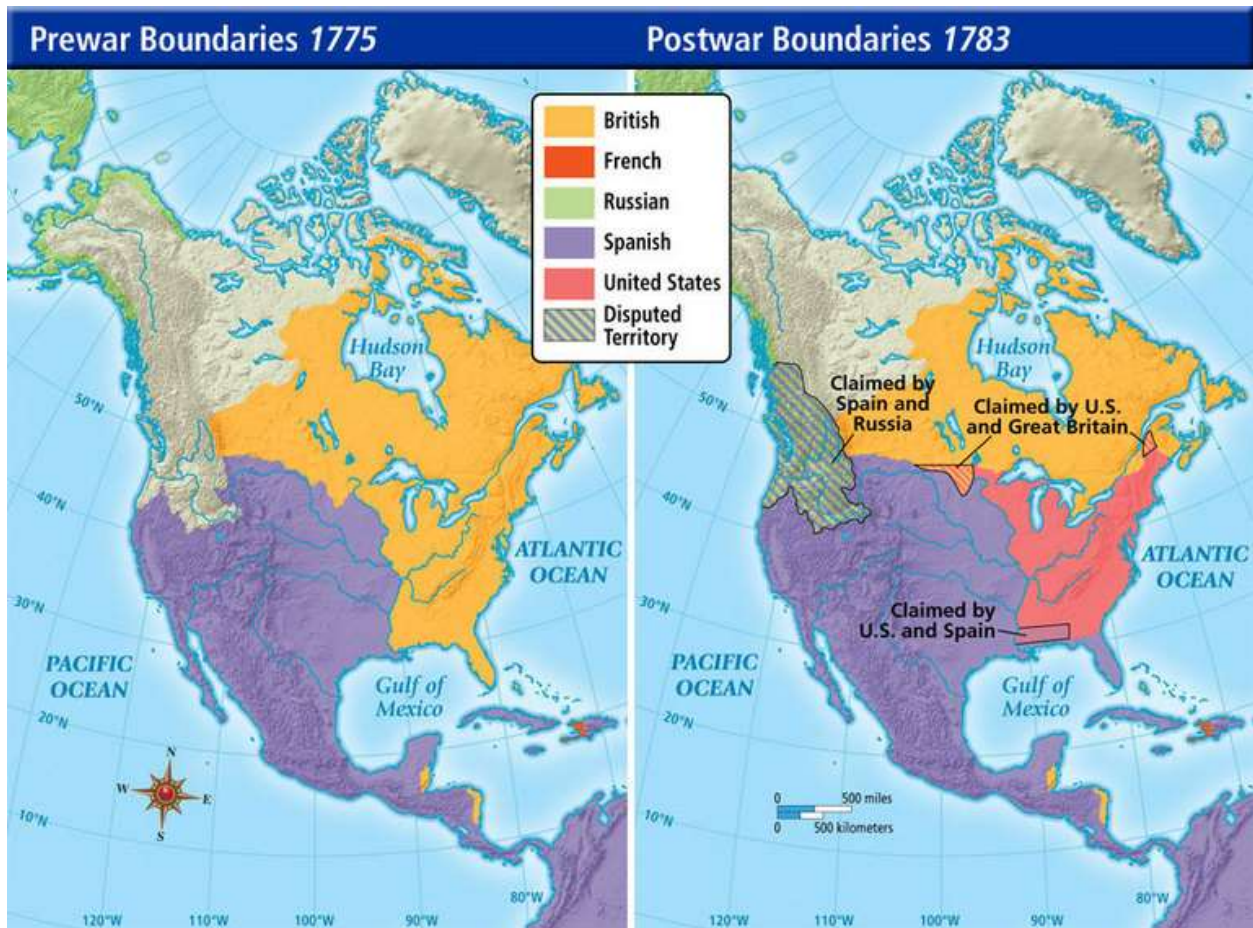 Prewar Boundaries 1775
Postwar Boundaries 1783
British
French
Russian
Spanish
United States
Disputed
Territory
Hudson
Bay
50°N
40°N
30°N
20°N
10°N
ATLANTIC
OCEAN
PACIFIC
OCEAN
Gulf of
Mexico
N
W
E
S
120°W
110°W
100°W
90°W
80°W
Hudson
Bay
Claimed by
Spain and
Russia
Claimed by U.S.
and Great Britain
50°N
40°N
30°N
20°N
10°N
ATLANTIC
OCEAN
Claimed by
U.S. and Spain
PACIFIC
OCEAN
Gulf of
Mexico
0 500 miles
0 500 kilometers
120°W
110°W
100°W
90°W
80°W